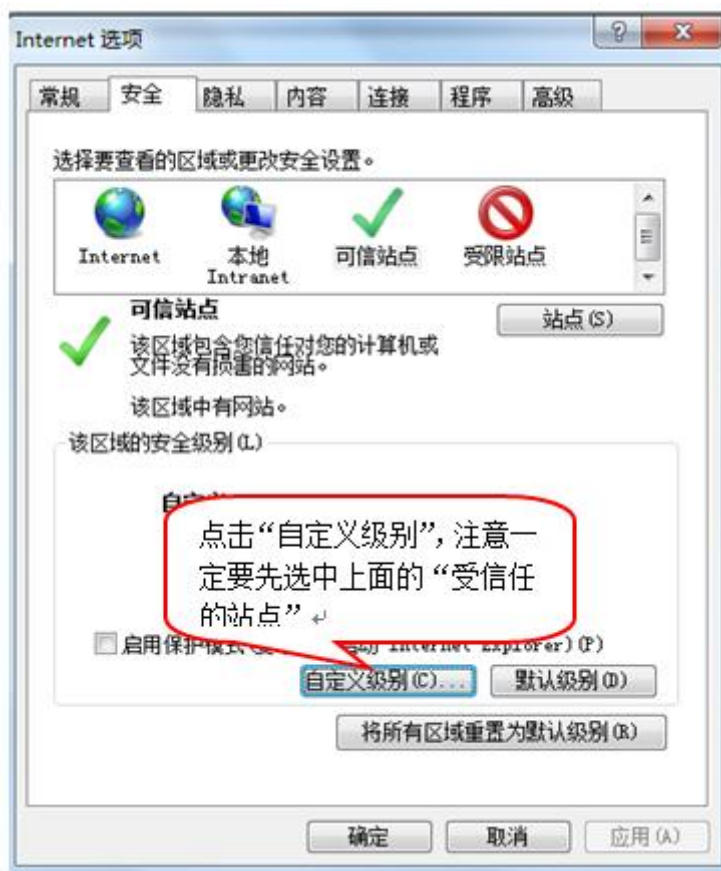 Internet 选项
常规 安全 隐私 内容 连接 程序 高级
选择要查看的区域或更改安全设置。
Internet 本地 Intranet 可信站点 受限站点
可信站点
站点(S)
该区域包含您信任对您的计算机或
文件没有损害的网站。
该区域中有网站。
该区域的安全级别(L)
点击“自定义级别”,注意一
定要先选中上面的“受信任
的站点”
启用保护模式 Internet Explorer)(P)
自定义级别(C)... 默认级别(D)
将所有区域重置为默认级别(R)
确定 取消 应用(A)